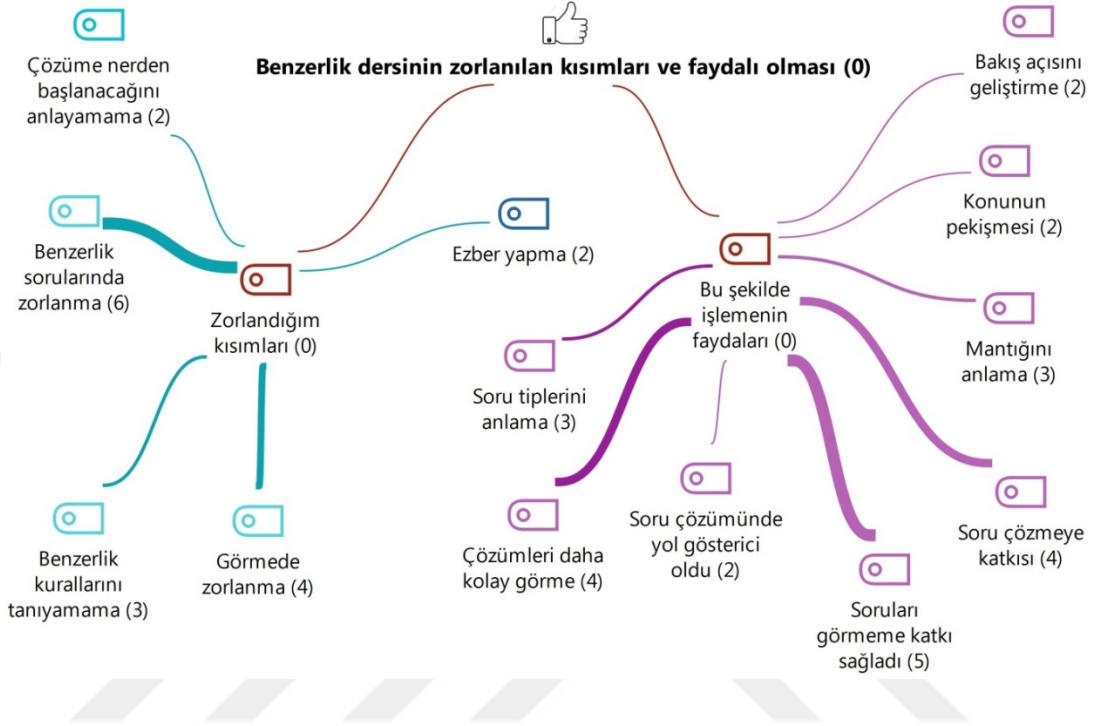 Benzerlik dersinin zorlanılan kısımları ve faydalı olması (0)
Çözüme nerden
başlanacağını
anlayamama (2)
Benzerlik
sorularında
zorlanma (6)
Zorlandığım
kısımları (0)
Ezber yapma (2)
Benzerlik
kurallarını
tanıyamama (3)
Görmede
zorlanma (4)
Bakış açısını
geliştirme (2)
Konunun
pekişmesi (2)
Bu şekilde
işlemenin
faydaları (0)
Mantığını
anlama (3)
Soru tiplerini
anlama (3)
Çözümleri daha
kolay görme (4)
Soru çözümünde
yol gösterici
oldu (2)
Soruları
görmeme katkı
sağladı (5)
Soru çözmeye
katkısı (4)